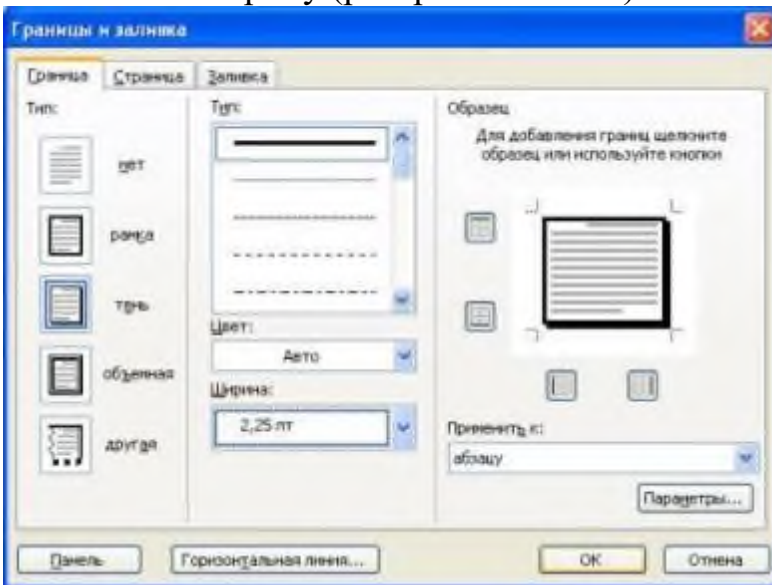 Границы и заливка
Граница Страница Заливка
Тип:
нет
рамка
тень
объемная
другая
Тип:
Цвет:
Авто
Ширина:
2,25 пт
Образец
Для добавления границ щелкните
образец или используйте кнопки
Применить к:
абзацу
Параметры...
Панель Горизонтальная линия... ОК Отмена